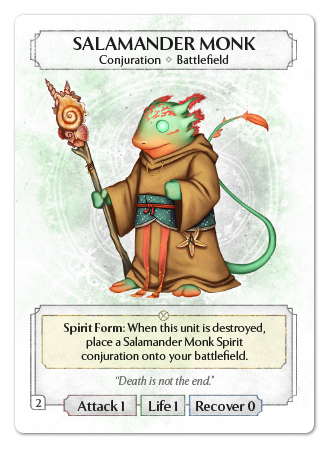 SALAMANDER MONK
Conjuration ◇ Battlefield
Spirit Form: When this unit is destroyed,
place a Salamander Monk Spirit
conjuration onto your battlefield.
"Death is not the end."
2 Attack 1 Life 1 Recover 0